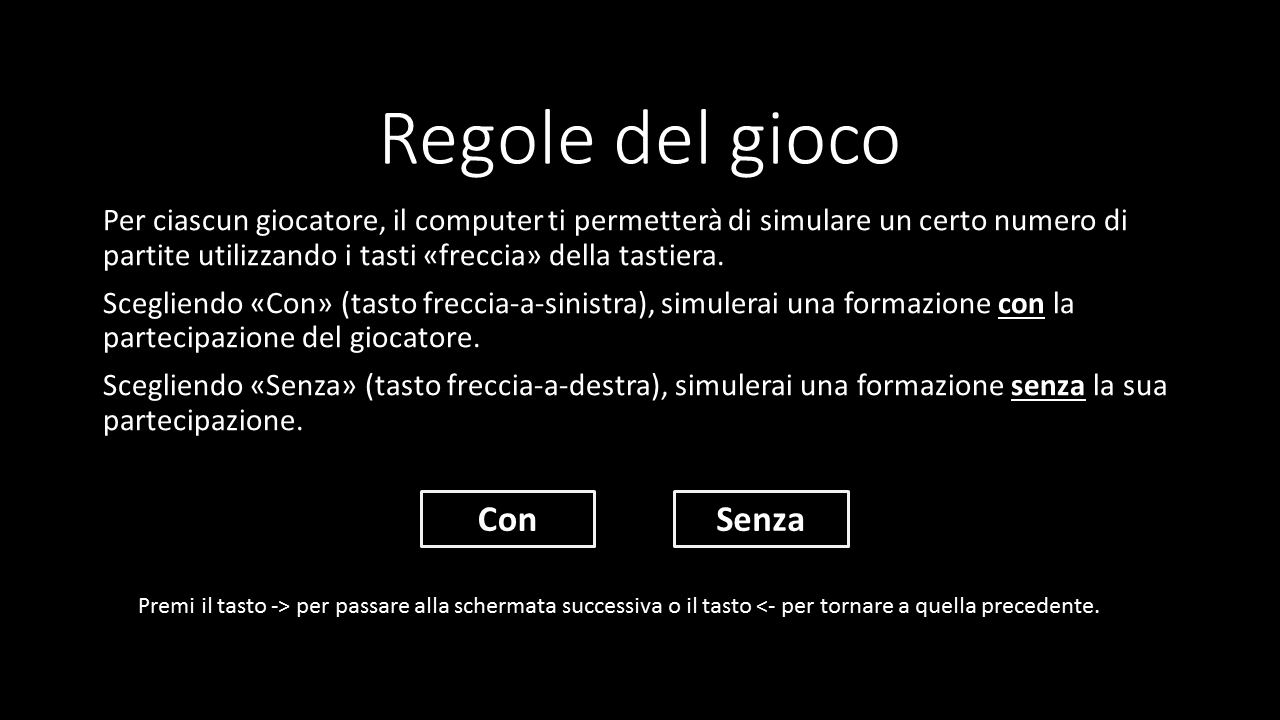 Regole del gioco
Per ciascun giocatore, il computer ti permetterà di simulare un certo numero di
partite utilizzando i tasti «freccia» della tastiera.
Scegliendo «Con» (tasto freccia-a-sinistra), simulerai una formazione con la
partecipazione del giocatore.
Scegliendo «Senza» (tasto freccia-a-destra), simulerai una formazione senza la sua
partecipazione.
Con Senza
Premi il tasto -> per passare alla schermata successiva o il tasto <- per tornare a quella precedente.